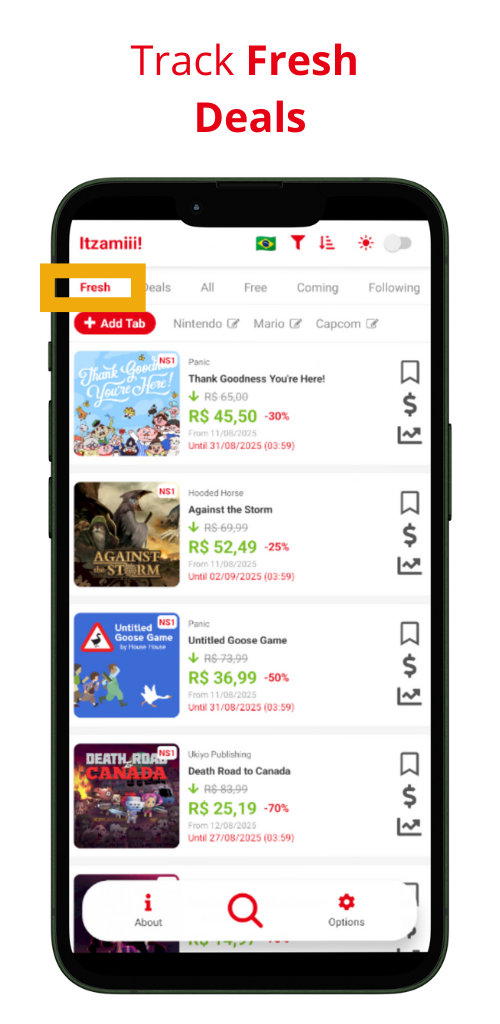 Track Fresh
Deals
Itzamiii!
Fresh Deals All Free Coming Following
+ Add Tab Nintendo Mario Capcom
Thank Goodness
You're Here!
NS1
Panic
Thank Goodness You're Here!
R$ 65,00
R$ 45,50 -30%
From 11/08/2025
Until 31/08/2025 (03:59)
AGAINST
the STORM
NS1
Hooded Horse
Against the Storm
R$ 69,99
R$ 52,49 -25%
From 11/08/2025
Until 02/09/2025 (03:59)
Untitled
Goose Game
by House House
NS1
Panic
Untitled Goose Game
R$ 73,99
R$ 36,99 -50%
From 11/08/2025
Until 31/08/2025 (03:59)
DEATH ROAD
CANADA
NS1
Ukiyo Publishing
Death Road to Canada
R$ 83,99
R$ 25,19 -70%
From 12/08/2025
Until 27/08/2025 (03:59)
About Options